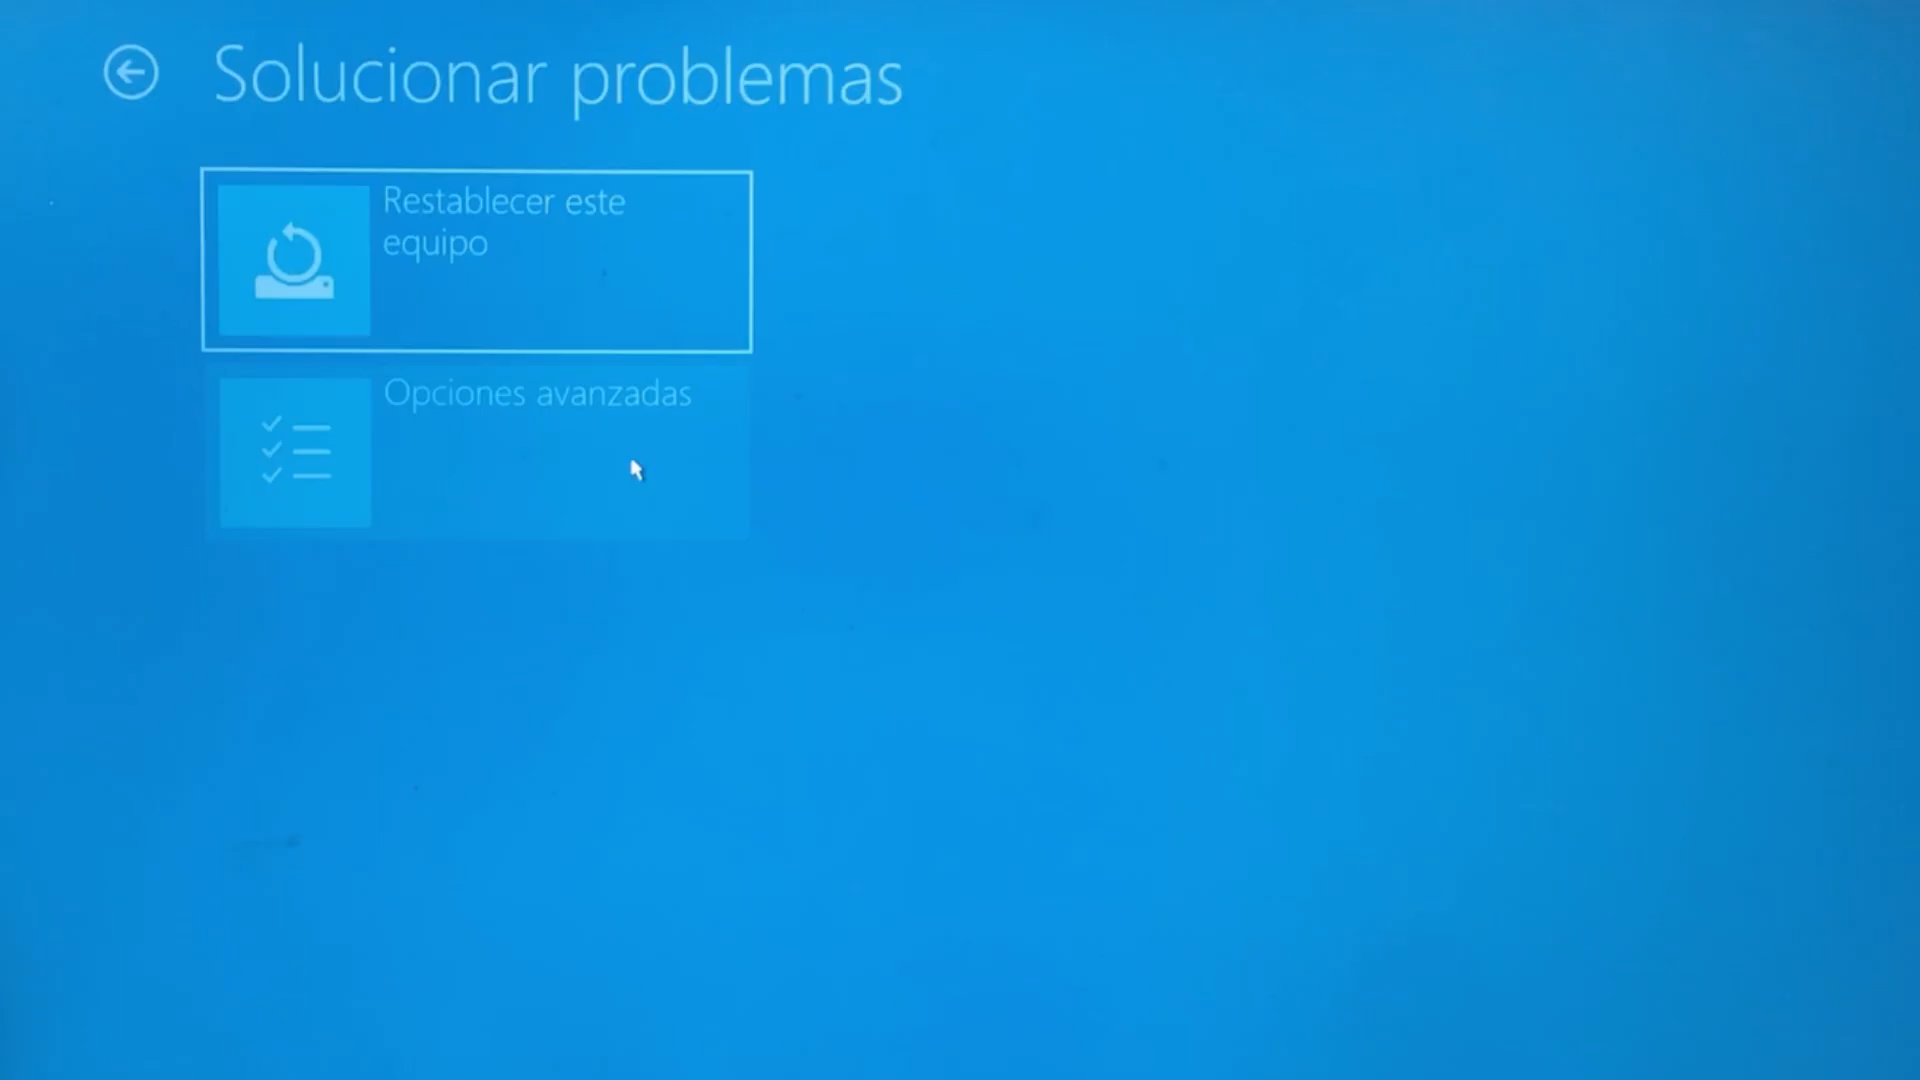 Solucionar problemas
Restablecer este
equipo
Opciones avanzadas